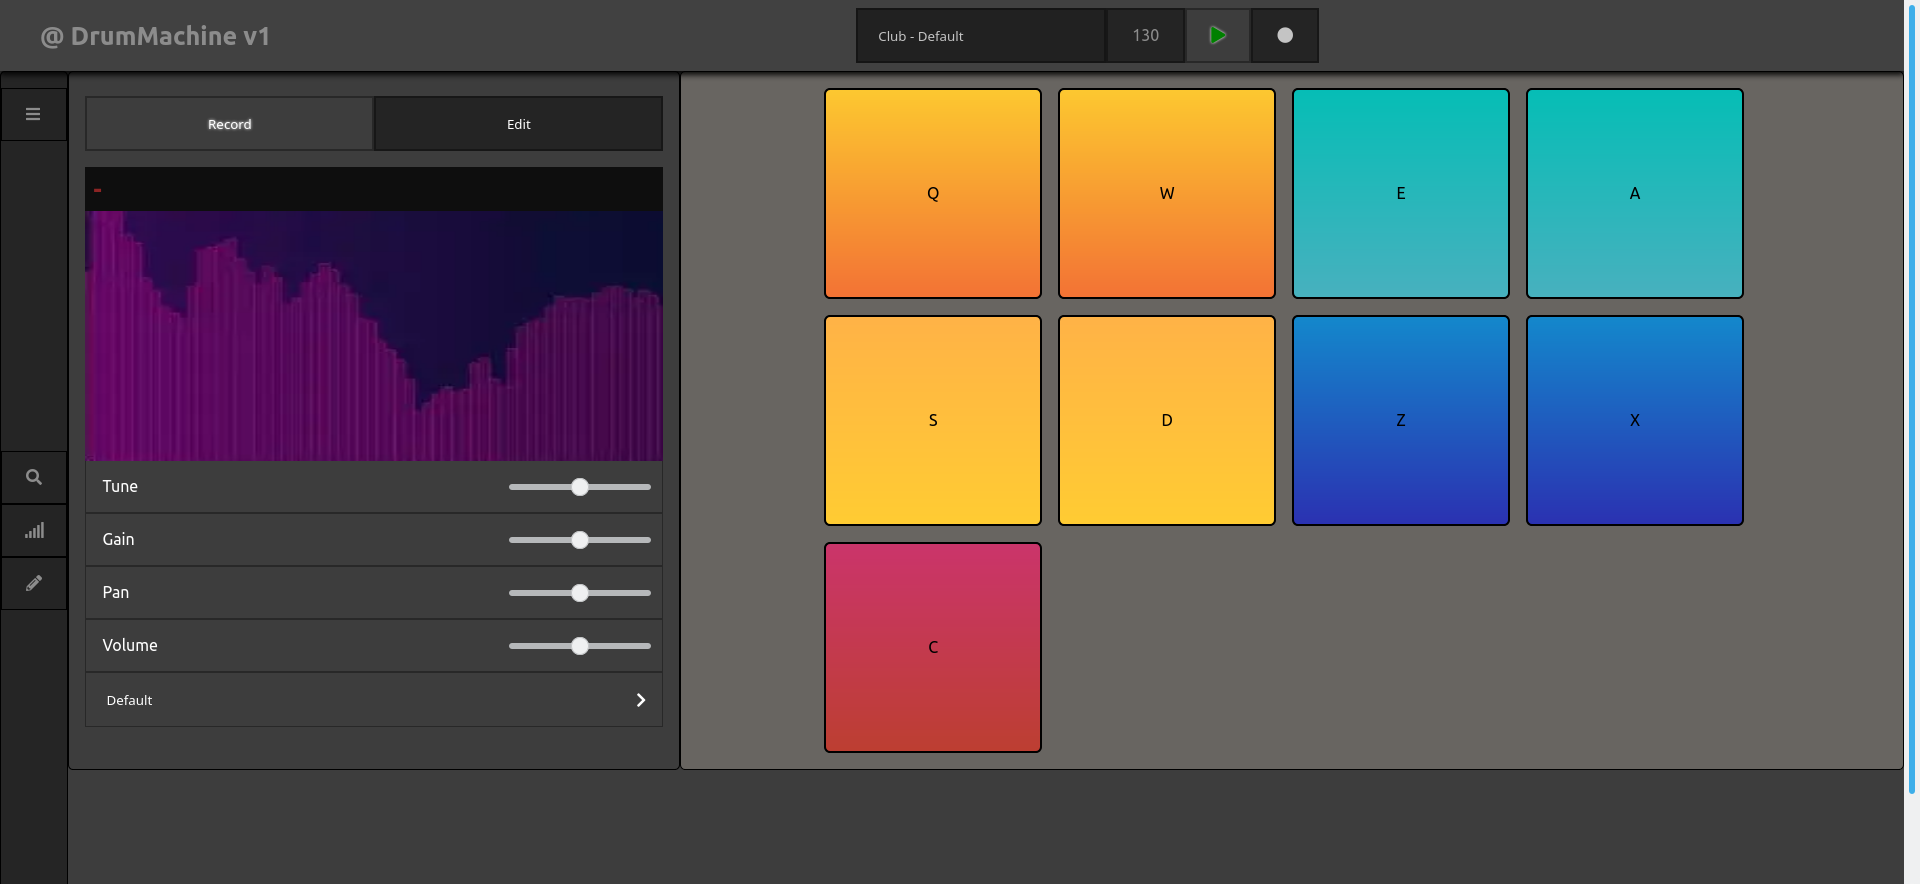 @ DrumMachine v1
Club - Default
130
Record
Edit
-
Tune
Gain
Pan
Volume
Default
Q
W
E
A
S
D
Z
X
C